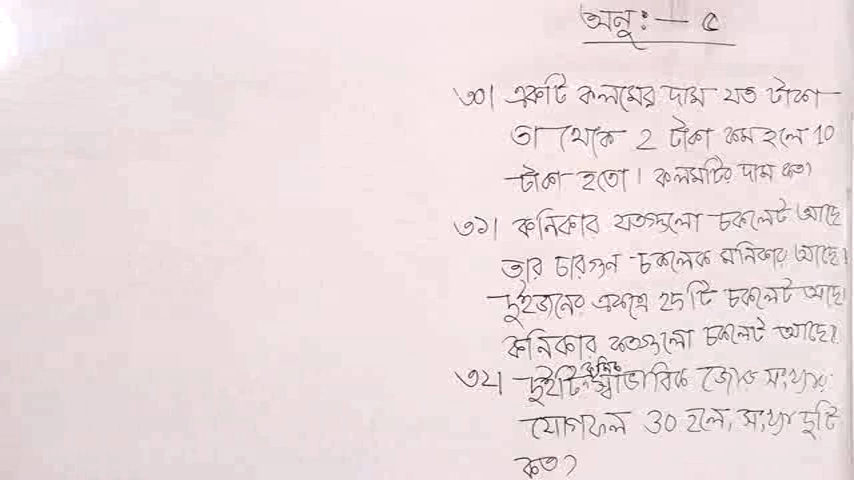 অনু:— ৫
৩০। একটি কলমের দাম যত টাকা
তা থেকে 2 টাকা কম হলে 10
টাকা হতো। কলমটির দাম কত?
৩১। কনিকার যতগুলো চকলেট আছে
তার চারগুন চকলেক মনিকার আছে।
দুইজনের একত্রে ২৫টি চকলেট আছে।
কনিকার কতগুলো চকলেট আছে?
৩২। দুইটি ক্রমিক স্বাভাবিক জোড় সংখ্যার
যোগফল 30 হলে, সংখ্যা দুটি
কত?